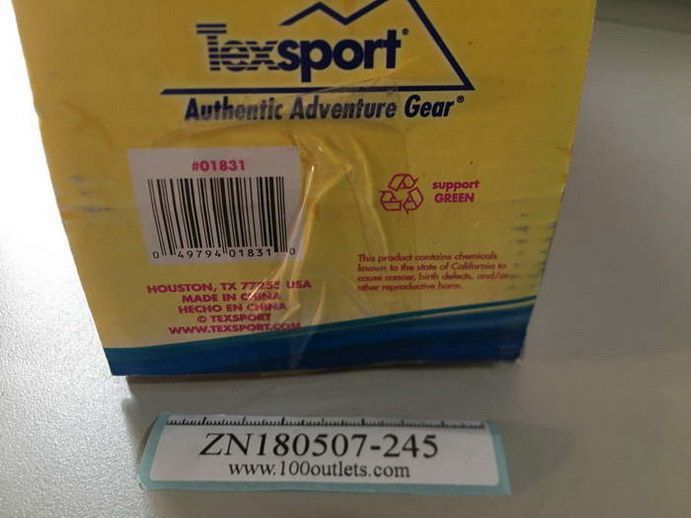 Texsport®
Authentic Adventure Gear®
#01831
0 49794 01831 0
support
GREEN
This product contains chemicals
known to the state of California to
cause cancer, birth defects, and/or
other reproductive harm.
HOUSTON, TX 77255 USA
MADE IN CHINA
HECHO EN CHINA
© TEXSPORT
WWW.TEXSPORT.COM
ZN180507-245
www.100outlets.com